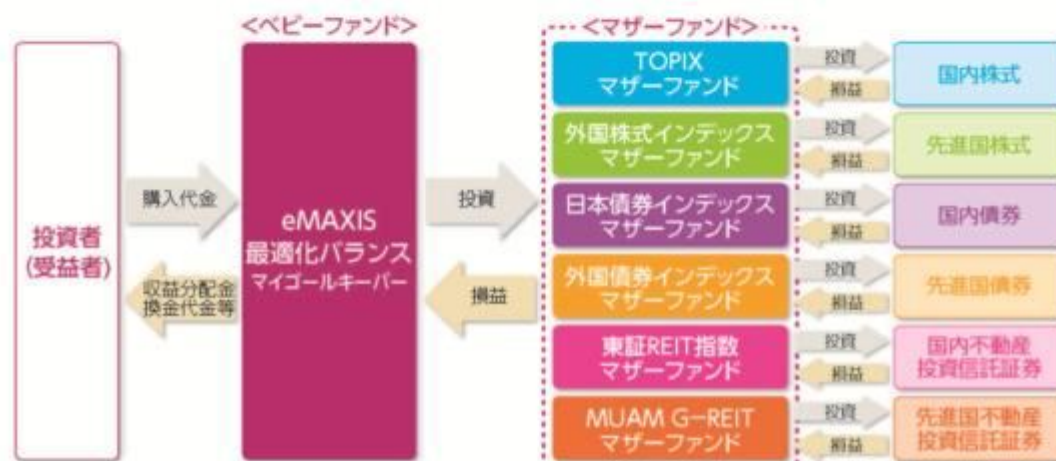 <ベビーファンド>
<マザーファンド>
投資者
(受益者)
購入代金
収益分配金
換金代金等
eMAXIS
最適化バランス
マイゴールキーパー
投資
損益
TOPIX
マザーファンド
投資
損益
国内株式
外国株式インデックス
マザーファンド
投資
損益
先進国株式
日本債券インデックス
マザーファンド
投資
損益
国内債券
外国債券インデックス
マザーファンド
投資
損益
先進国債券
東証REIT指数
マザーファンド
投資
損益
国内不動産
投資信託証券
MUAM G-REIT
マザーファンド
投資
損益
先進国不動産
投資信託証券